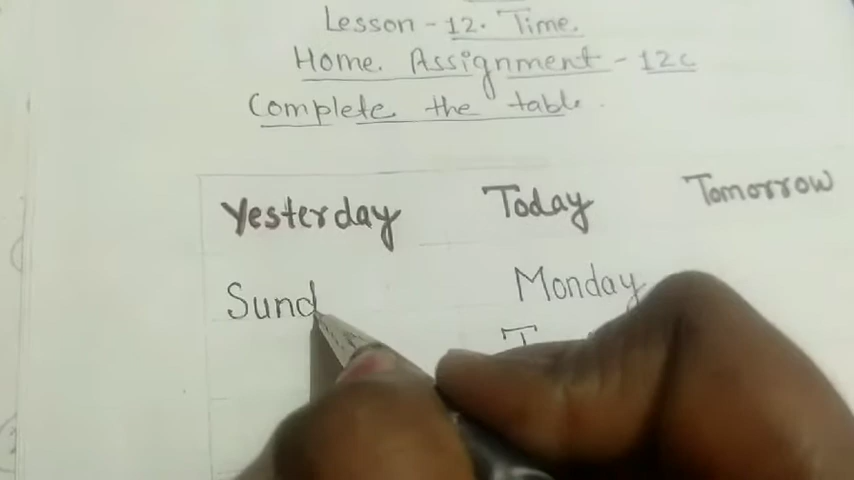 Lesson - 12. Time.
Home. Assignment - 12c
Complete the table.
Yesterday Today Tomorrow
Sund Monday